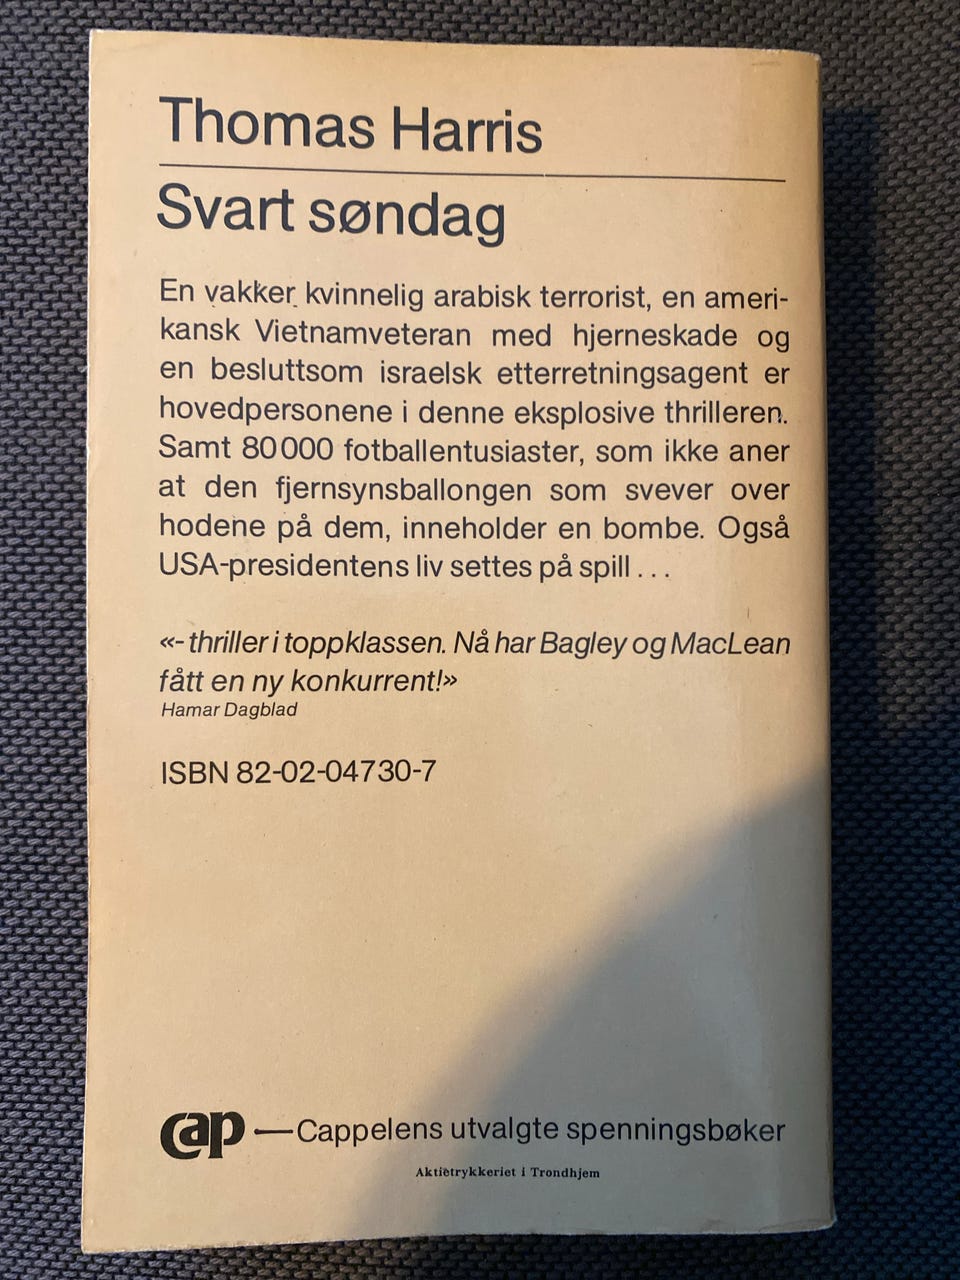 Thomas Harris
Svart søndag
En vakker kvinnelig arabisk terrorist, en ameri-
kansk Vietnamveteran med hjerneskade og
en besluttsom israelsk etterretningsagent er
hovedpersonene i denne eksplosive thrilleren.
Samt 80000 fotballentusiaster, som ikke aner
at den fjernsynsballongen som svever over
hodene på dem, inneholder en bombe. Også
USA-presidentens liv settes på spill ...
«- thriller i toppklassen. Nå har Bagley og MacLean
fått en ny konkurrent!»
Hamar Dagblad
ISBN 82-02-04730-7
cap — Cappelens utvalgte spenningsbøker
Aktietrykkeriet i Trondhjem